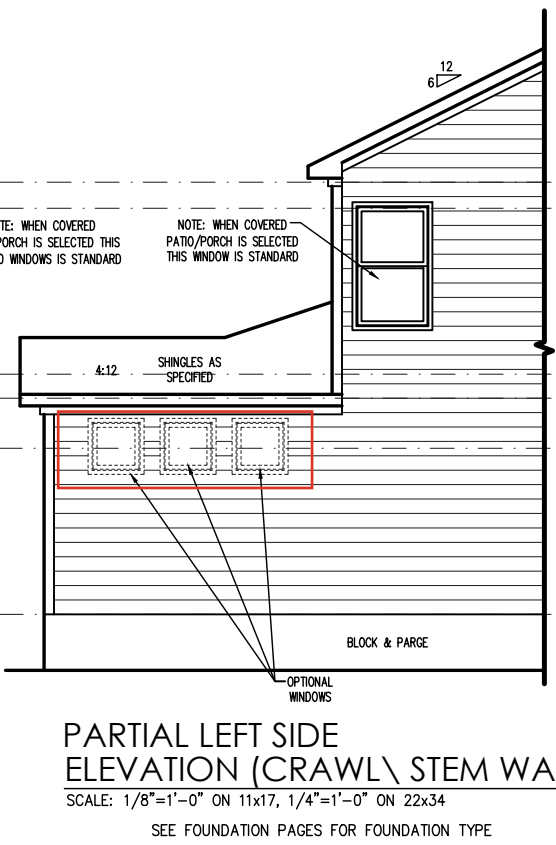 12
6
TE: WHEN COVERED
PORCH IS SELECTED THIS
WINDOWS IS STANDARD
NOTE: WHEN COVERED
PATIO/PORCH IS SELECTED
THIS WINDOW IS STANDARD
4:12
SHINGLES AS
SPECIFIED
BLOCK & PARGE
OPTIONAL
WINDOWS
PARTIAL LEFT SIDE
ELEVATION (CRAWL\ STEM WA
SCALE: 1/8"=1'-0" ON 11x17, 1/4"=1'-0" ON 22x34
SEE FOUNDATION PAGES FOR FOUNDATION TYPE